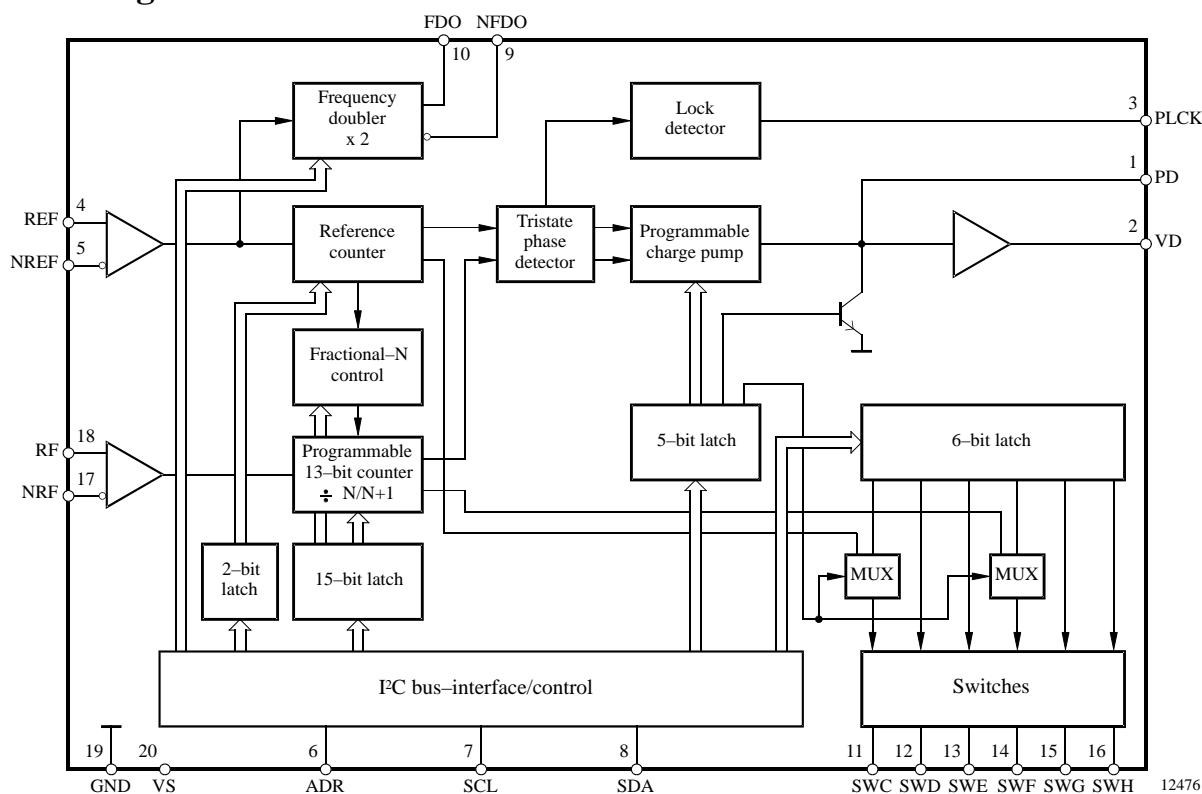 FDO NFDO
10 9
Frequency
doubler
x 2
Lock
detector
3
PLCK
1
PD
REF 4
5
NREF
Reference
counter
Tristate
phase
detector
Programmable
charge pump
2
VD
Fractional–N
control
RF 18
17
NRF
Programmable
13–bit counter
÷ N/N+1
5–bit latch
6–bit latch
2–bit
latch
15–bit latch
MUX
MUX
I²C bus–interface/control
Switches
19 20 6 7 8 11 12 13 14 15 16
GND VS ADR SCL SDA SWC SWD SWE SWF SWG SWH
12476